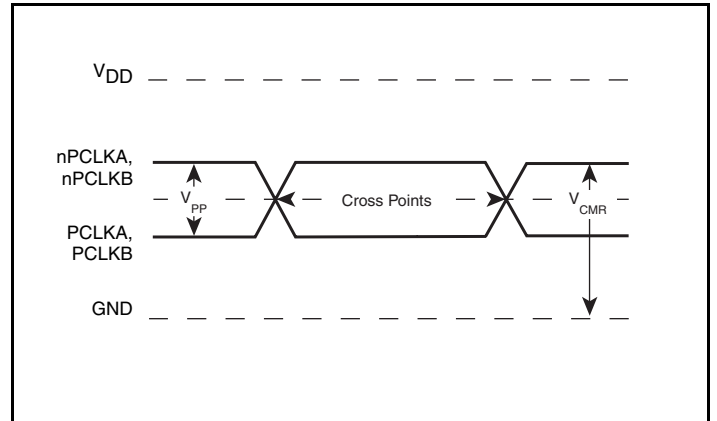 VDD
nPCLKA,
nPCLKB
VPP
Cross Points
VCMR
PCLKA,
PCLKB
GND